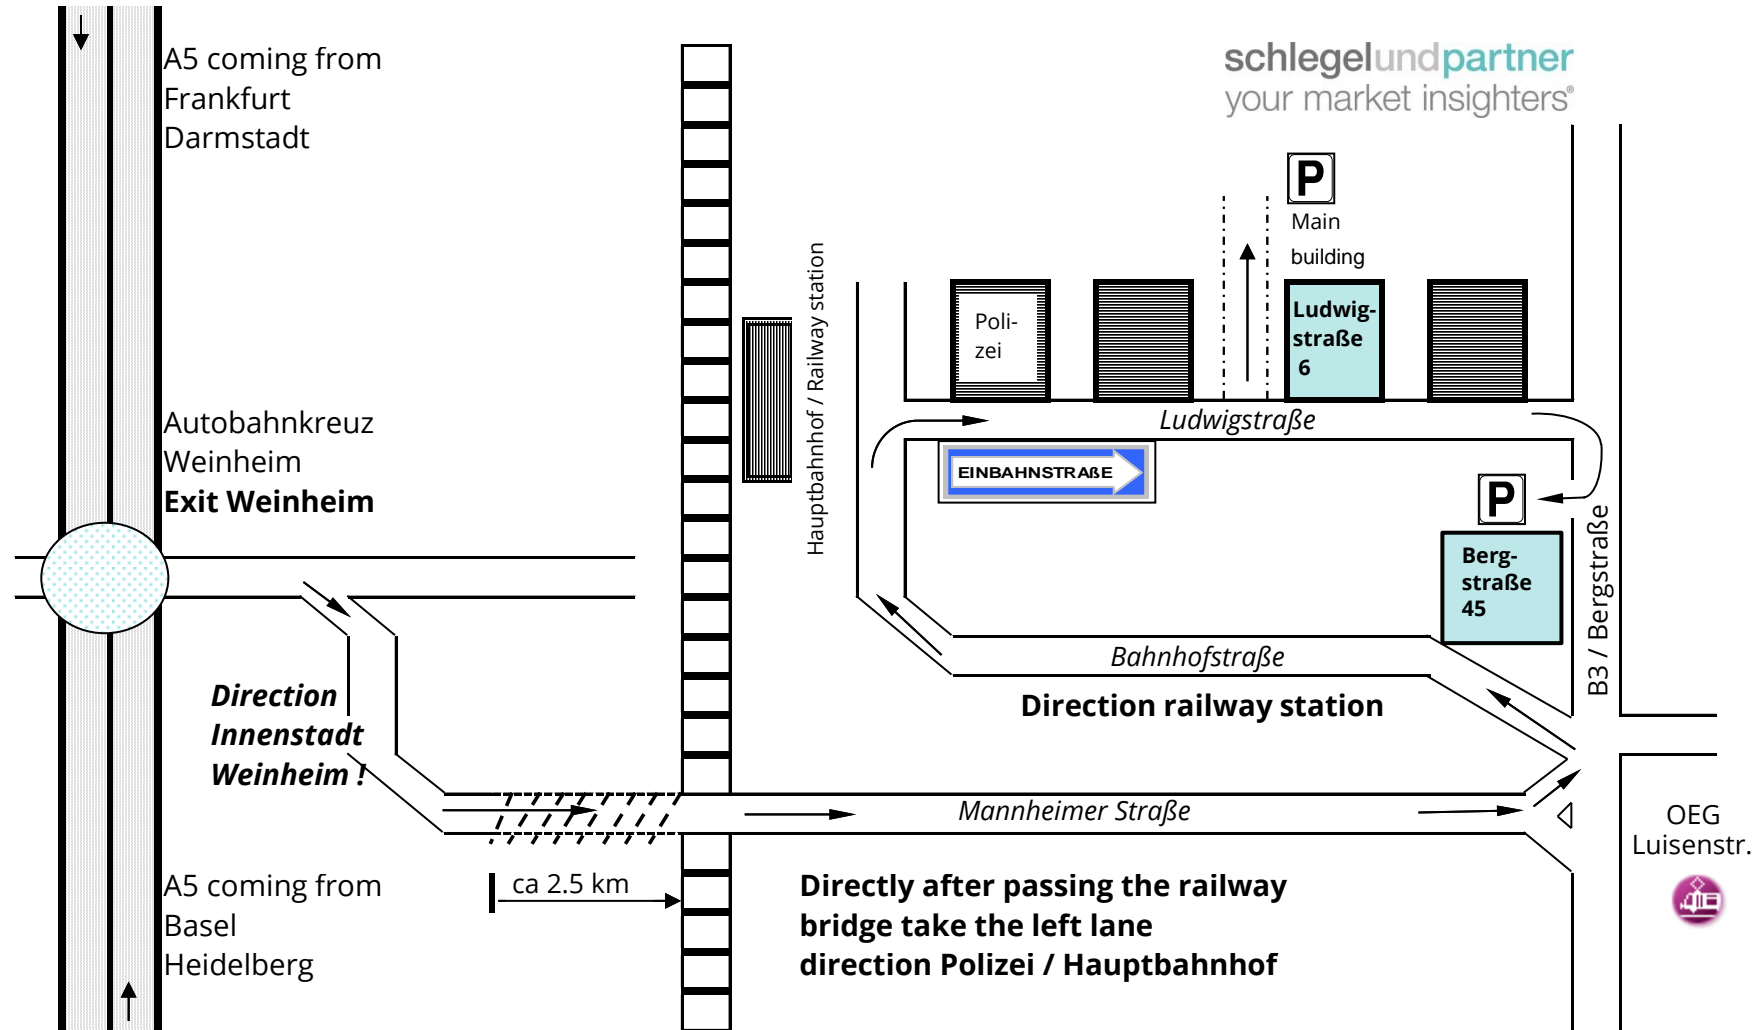 A5 coming from
Frankfurt
Darmstadt
schlegelundpartner
your market insighters®
P
Main
building
Hauptbahnhof / Railway station
Poli-
zei
Ludwig-
straße
6
Ludwigstraße
EINBAHNSTRAßE
Autobahnkreuz
Weinheim
Exit Weinheim
P
Berg-
straße
45
B3 / Bergstraße
Bahnhofstraße
Direction railway station
Direction
Innenstadt
Weinheim !
Mannheimer Straße
OEG
Luisenstr.
A5 coming from
Basel
Heidelberg
ca 2.5 km
Directly after passing the railway
bridge take the left lane
direction Polizei / Hauptbahnhof